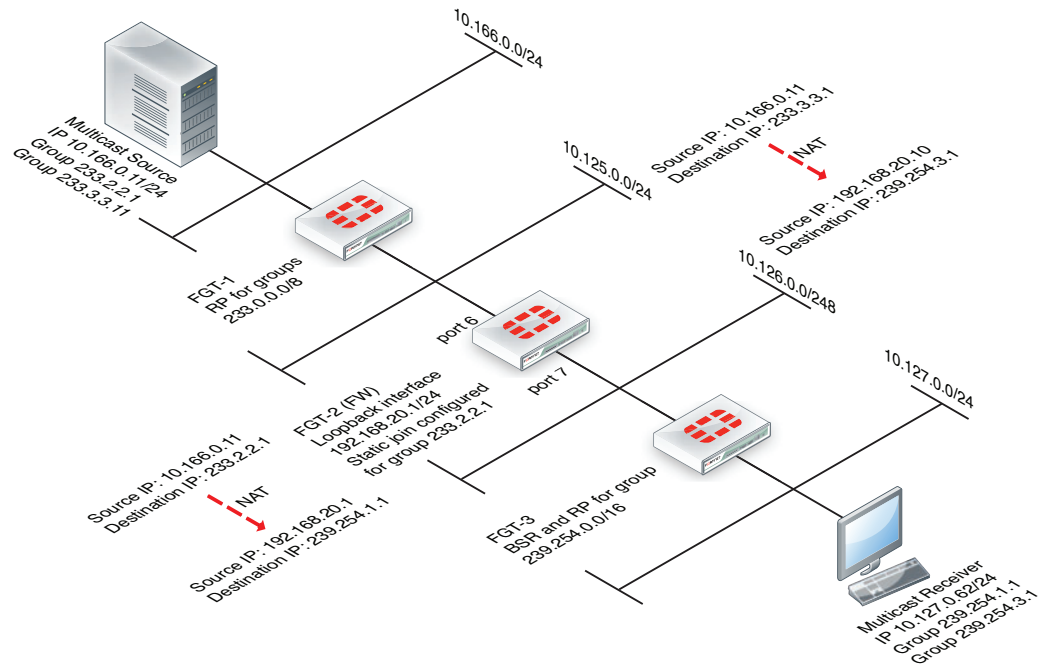 10.166.0.0/24
Multicast Source
IP 10.166.0.11/24
Group 233.2.2.1
Group 233.3.3.11
10.125.0.0/24
Source IP: 10.166.0.11
Destination IP: 233.3.3.1
NAT
Source IP: 192.168.20.10
Destination IP: 239.254.3.1
FGT-1
RP for groups
233.0.0.0/8
10.126.0.0/248
port 6
port 7
FGT-2 (FW)
Loopback interface
192.168.20.1/24
Static join configured
for group 233.2.2.1
10.127.0.0/24
Source IP: 10.166.0.11
Destination IP: 233.2.2.1
NAT
Source IP: 192.168.20.1
Destination IP: 239.254.1.1
FGT-3
BSR and RP for group
239.254.0.0/16
Multicast Receiver
IP 10.127.0.62/24
Group 239.254.1.1
Group 239.254.3.1